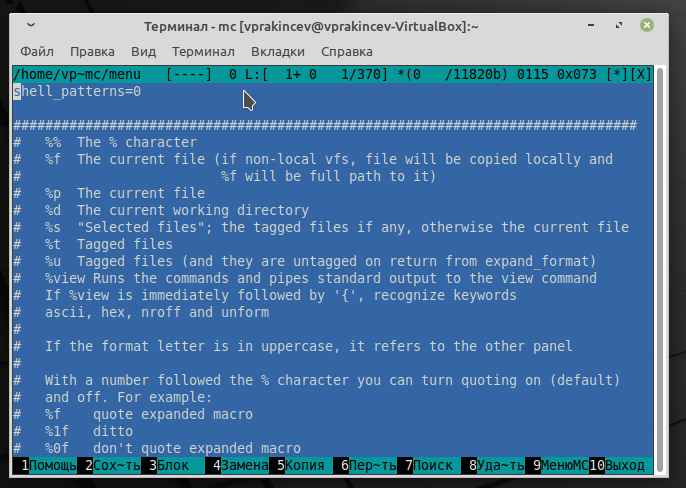 Терминал - mc [vprakincev@vprakincev-VirtualBox]:~
Файл Правка Вид Терминал Вкладки Справка
/home/vp~mc/menu   [----]  0 L:[  1+ 0   1/370] *(0   /11820b) 0115 0x073 [*][X]
shell_patterns=0
##############################################################################
#   %%  The % character
#   %f  The current file (if non-local vfs, file will be copied locally and
#                         %f will be full path to it)
#   %p  The current file
#   %d  The current working directory
#   %s  "Selected files"; the tagged files if any, otherwise the current file
#   %t  Tagged files
#   %u  Tagged files (and they are untagged on return from expand_format)
#   %view Runs the commands and pipes standard output to the view command
#   If %view is immediately followed by '{', recognize keywords
#   ascii, hex, nroff and unform
#
#   If the format letter is in uppercase, it refers to the other panel
#
#   With a number followed the % character you can turn quoting on (default)
#   and off. For example:
#   %f    quote expanded macro
#   %1f   ditto
#   %0f   don't quote expanded macro
1Помощь 2Сох~ть 3Блок 4Замена 5Копия 6Пер~ть 7Поиск 8Уда~ть 9МенюMC 10Выход